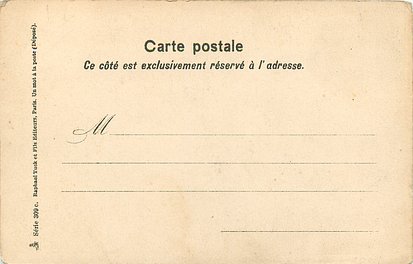 Carte postale
Ce côté est exclusivement réservé à l'adresse.
M
Série 369 c. Raphael Tuck et Fils Editeurs, Paris. Un mot à la poste (Déposé).